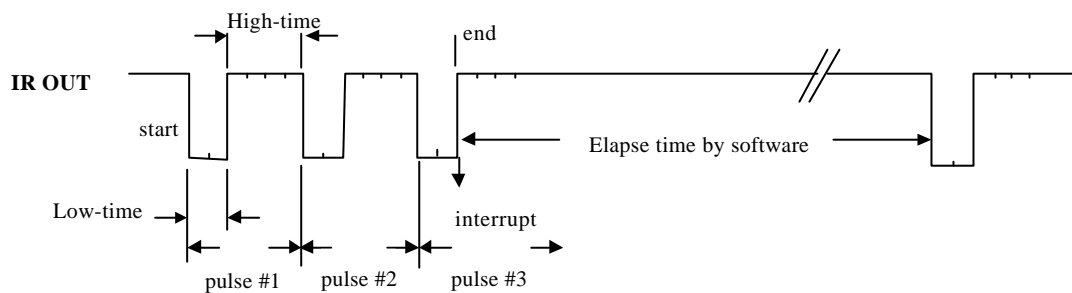 High-time
end
IR OUT
start
Elapse time by software
Low-time
interrupt
pulse #1
pulse #2
pulse #3